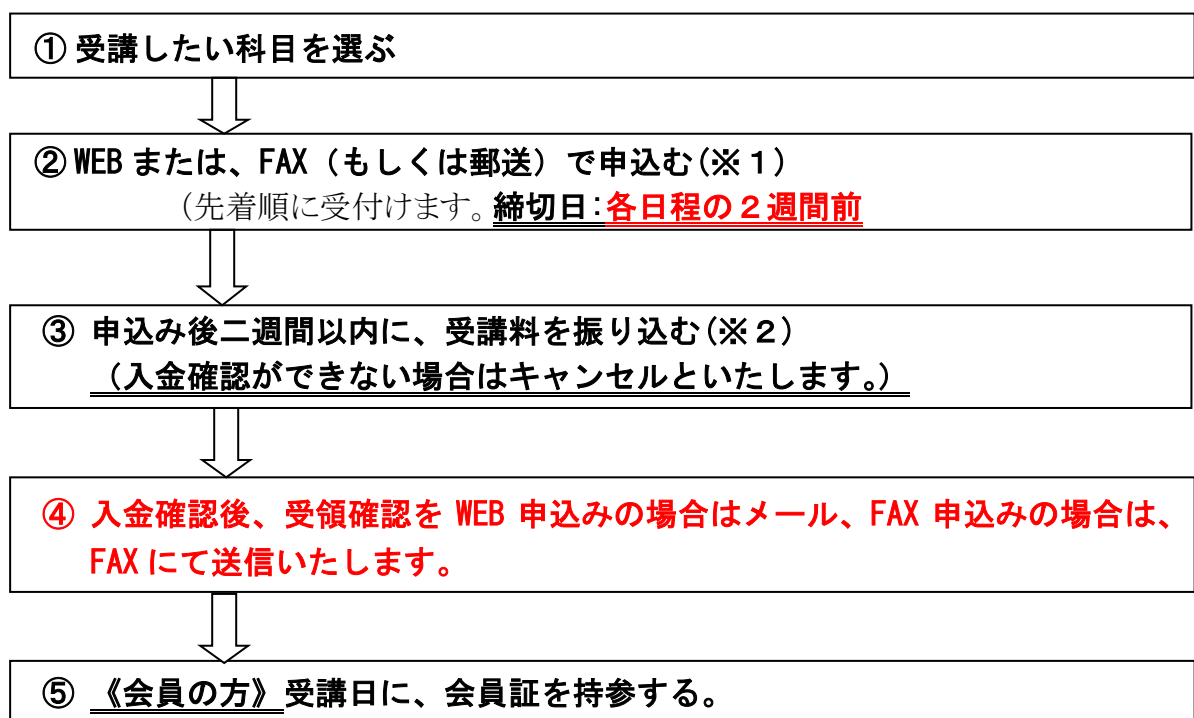 ① 受講したい科目を選ぶ
② WEB または、FAX（もしくは郵送）で申込む(※１)
(先着順に受付けます。締切日：各日程の２週間前
③ 申込み後二週間以内に、受講料を振り込む(※２)
（入金確認ができない場合はキャンセルといたします。）
④ 入金確認後、受領確認を WEB 申込みの場合はメール、FAX 申込みの場合は、
FAX にて送信いたします。
⑤ 《会員の方》受講日に、会員証を持参する。